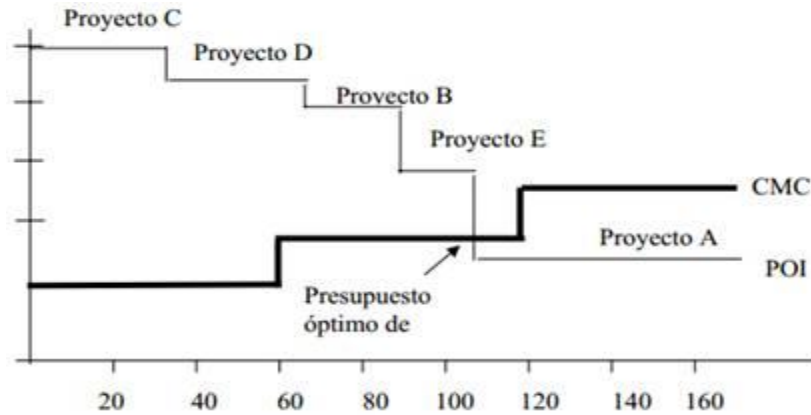 Proyecto C
Proyecto D
Proyecto B
Proyecto E
CMC
Proyecto A
POI
Presupuesto
óptimo de
20 40 60 80 100 120 140 160